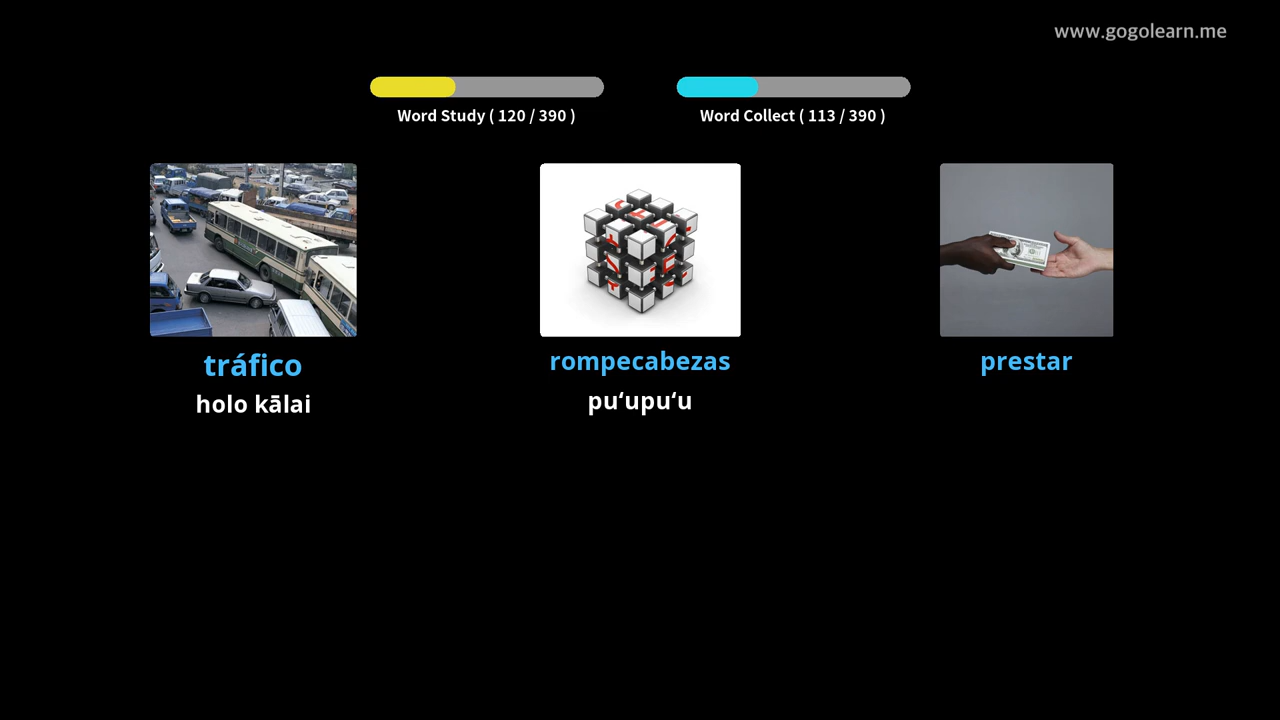 www.gogolearn.me
Word Study ( 120 / 390 )
Word Collect ( 113 / 390 )
tráfico
holo kālai
rompecabezas
puʻupuʻu
prestar